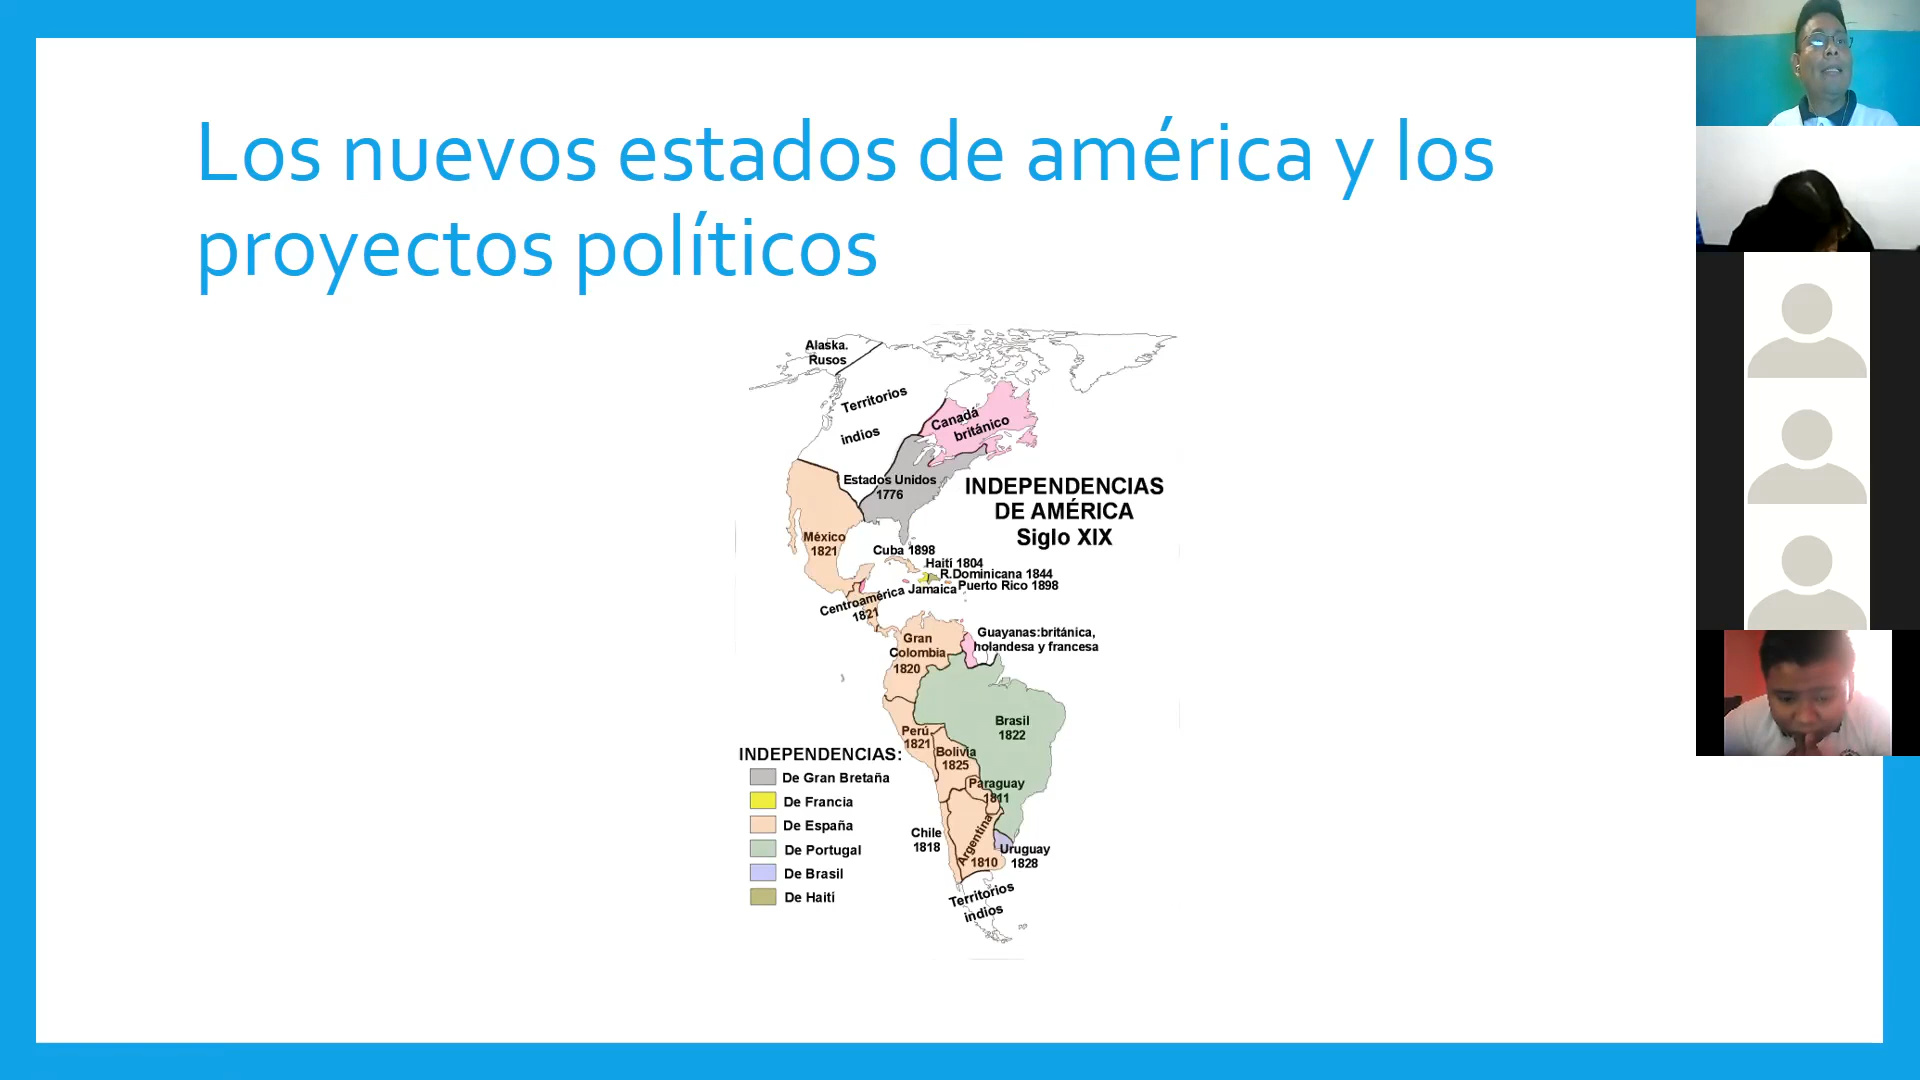 Los nuevos estados de américa y los
proyectos políticos
Alaska.
Rusos
Territorios
indios
Canadá
británico
Estados Unidos
1776
INDEPENDENCIAS
DE AMÉRICA
Siglo XIX
México
1821
Cuba 1898
Haití 1804
R.Dominicana 1844
Jamaica
Puerto Rico 1898
Centroamérica
1821
Guayanas:británica,
holandesa y francesa
Gran
Colombia
1820
Brasil
1822
Perú
1821
Bolivia
1825
Paraguay
1811
Chile
1818
Argentina
1810
Uruguay
1828
Territorios
indios
INDEPENDENCIAS:
De Gran Bretaña
De Francia
De España
De Portugal
De Brasil
De Haití